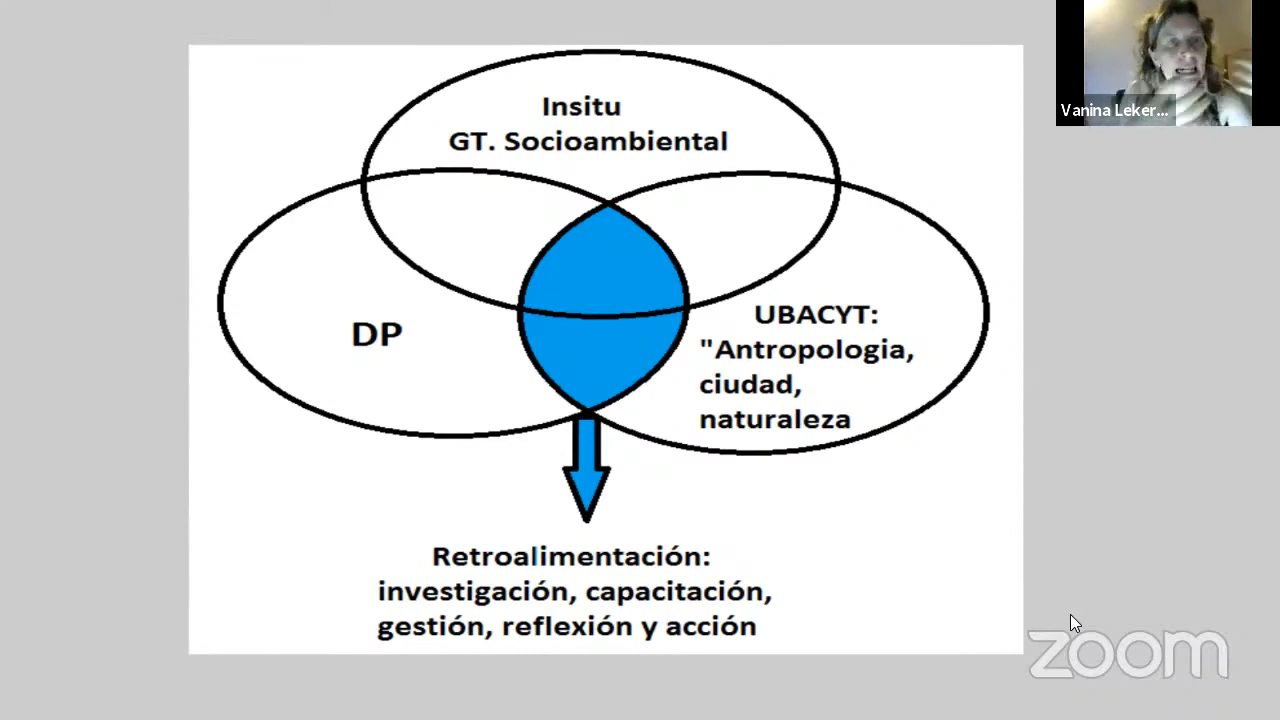 Vanina Leker...
Insitu
GT. Socioambiental
DP
UBACYT:
"Antropologia,
ciudad,
naturaleza
Retroalimentación:
investigación, capacitación,
gestión, reflexión y acción
zoom